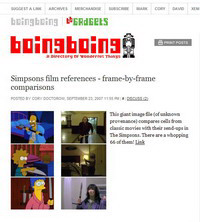 SUGGEST A LINK ARCHIVES MERCHANDISE SUBSCRIBE MARK CORY DAVID XENI
boingboing GADGETS
boingboing
A Directory of Wonderful Things
PRINT POSTS
Simpsons film references - frame-by-frame
comparisons
POSTED BY CORY DOCTOROW, SEPTEMBER 23, 2007 11:55 PM
This giant image-file (of unknown
provenance) compares cells from
classic movies with their send-ups in
The Simpsons. There are a whopping
66 of them! Link